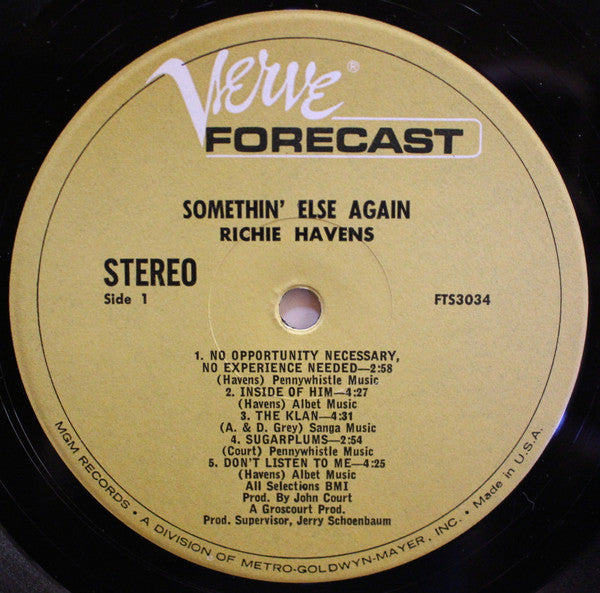 Verve®
FORECAST
SOMETHIN' ELSE AGAIN
RICHIE HAVENS
STEREO
Side 1
FTS3034
1. NO OPPORTUNITY NECESSARY,
NO EXPERIENCE NEEDED—2:58
(Havens) Pennywhistle Music
2. INSIDE OF HIM—4:27
(Havens) Albet Music
3. THE KLAN—4:31
(A. & D. Grey) Sanga Music
4. SUGARPLUMS—2:54
(Court) Pennywhistle Music
5. DON'T LISTEN TO ME—4:25
(Havens) Albet Music
All Selections BMI
Prod. By John Court
A Groscourt Prod.
Prod. Supervisor, Jerry Schoenbaum
MGM RECORDS • A DIVISION OF METRO-GOLDWYN-MAYER, INC. • Made in U.S.A.